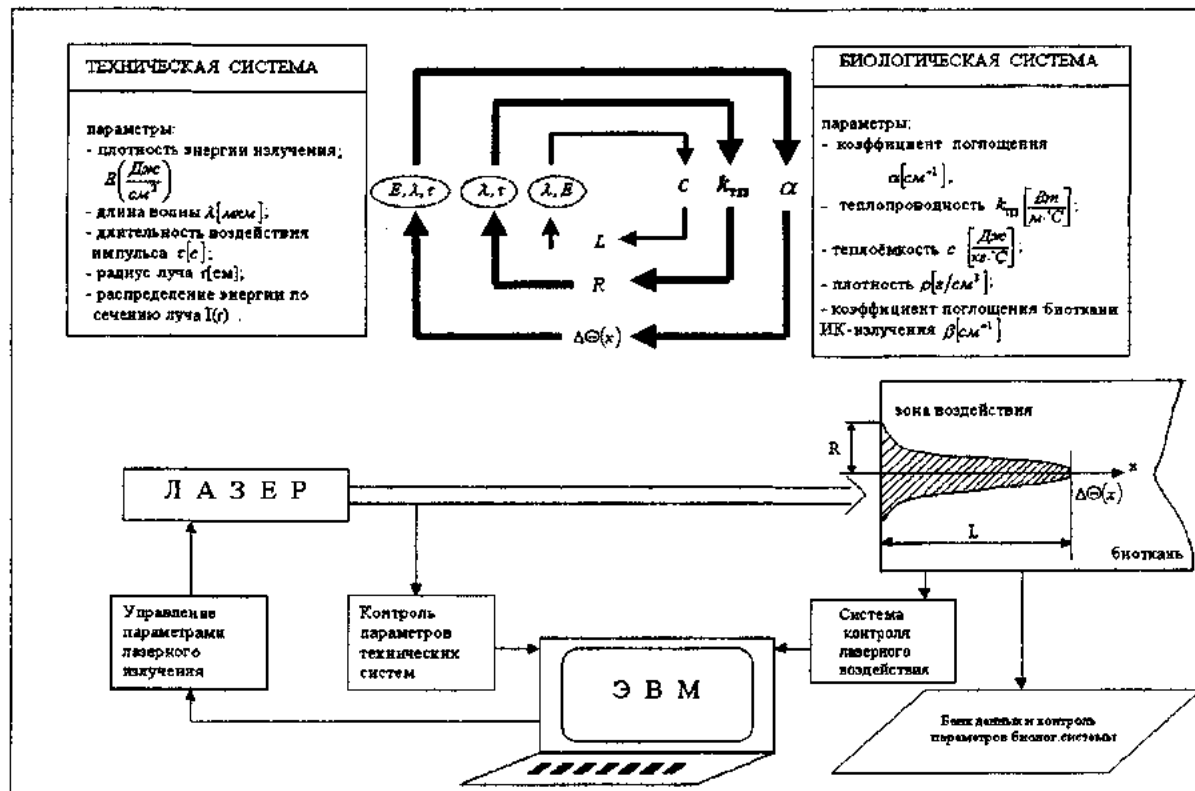 ТЕХНИЧЕСКАЯ СИСТЕМА
параметры:
- плотность энергии излучения;
E(Дж/см³)
- длина волны λ[мкм];
- длительность воздействия
импульса τ[c];
- радиус луча r[см];
- распределение энергии по
сечению луча I(r) .
E, λ, τ
λ, τ
λ, E
c
kтп
α
L
R
ΔΘ(x)
БИОЛОГИЧЕСКАЯ СИСТЕМА
параметры:
- коэффициент поглощения
α[см⁻¹],
- теплопроводность kтп [Вт/м·°C];
- теплоёмкость c [Дж/кг·°C];
- плотность ρ[г/см³];
- коэффициент поглощения биоткани
ИК-излучения β[см⁻¹]
зона воздействия
R
x
ΔΘ(x)
L
биоткань
ЛАЗЕР
Управление
параметрами
лазерного
излучения
Контроль
параметров
технических
систем
ЭВМ
Система
контроля
лазерного
воздействия
Банк данных и контроль
параметров биолог.системы